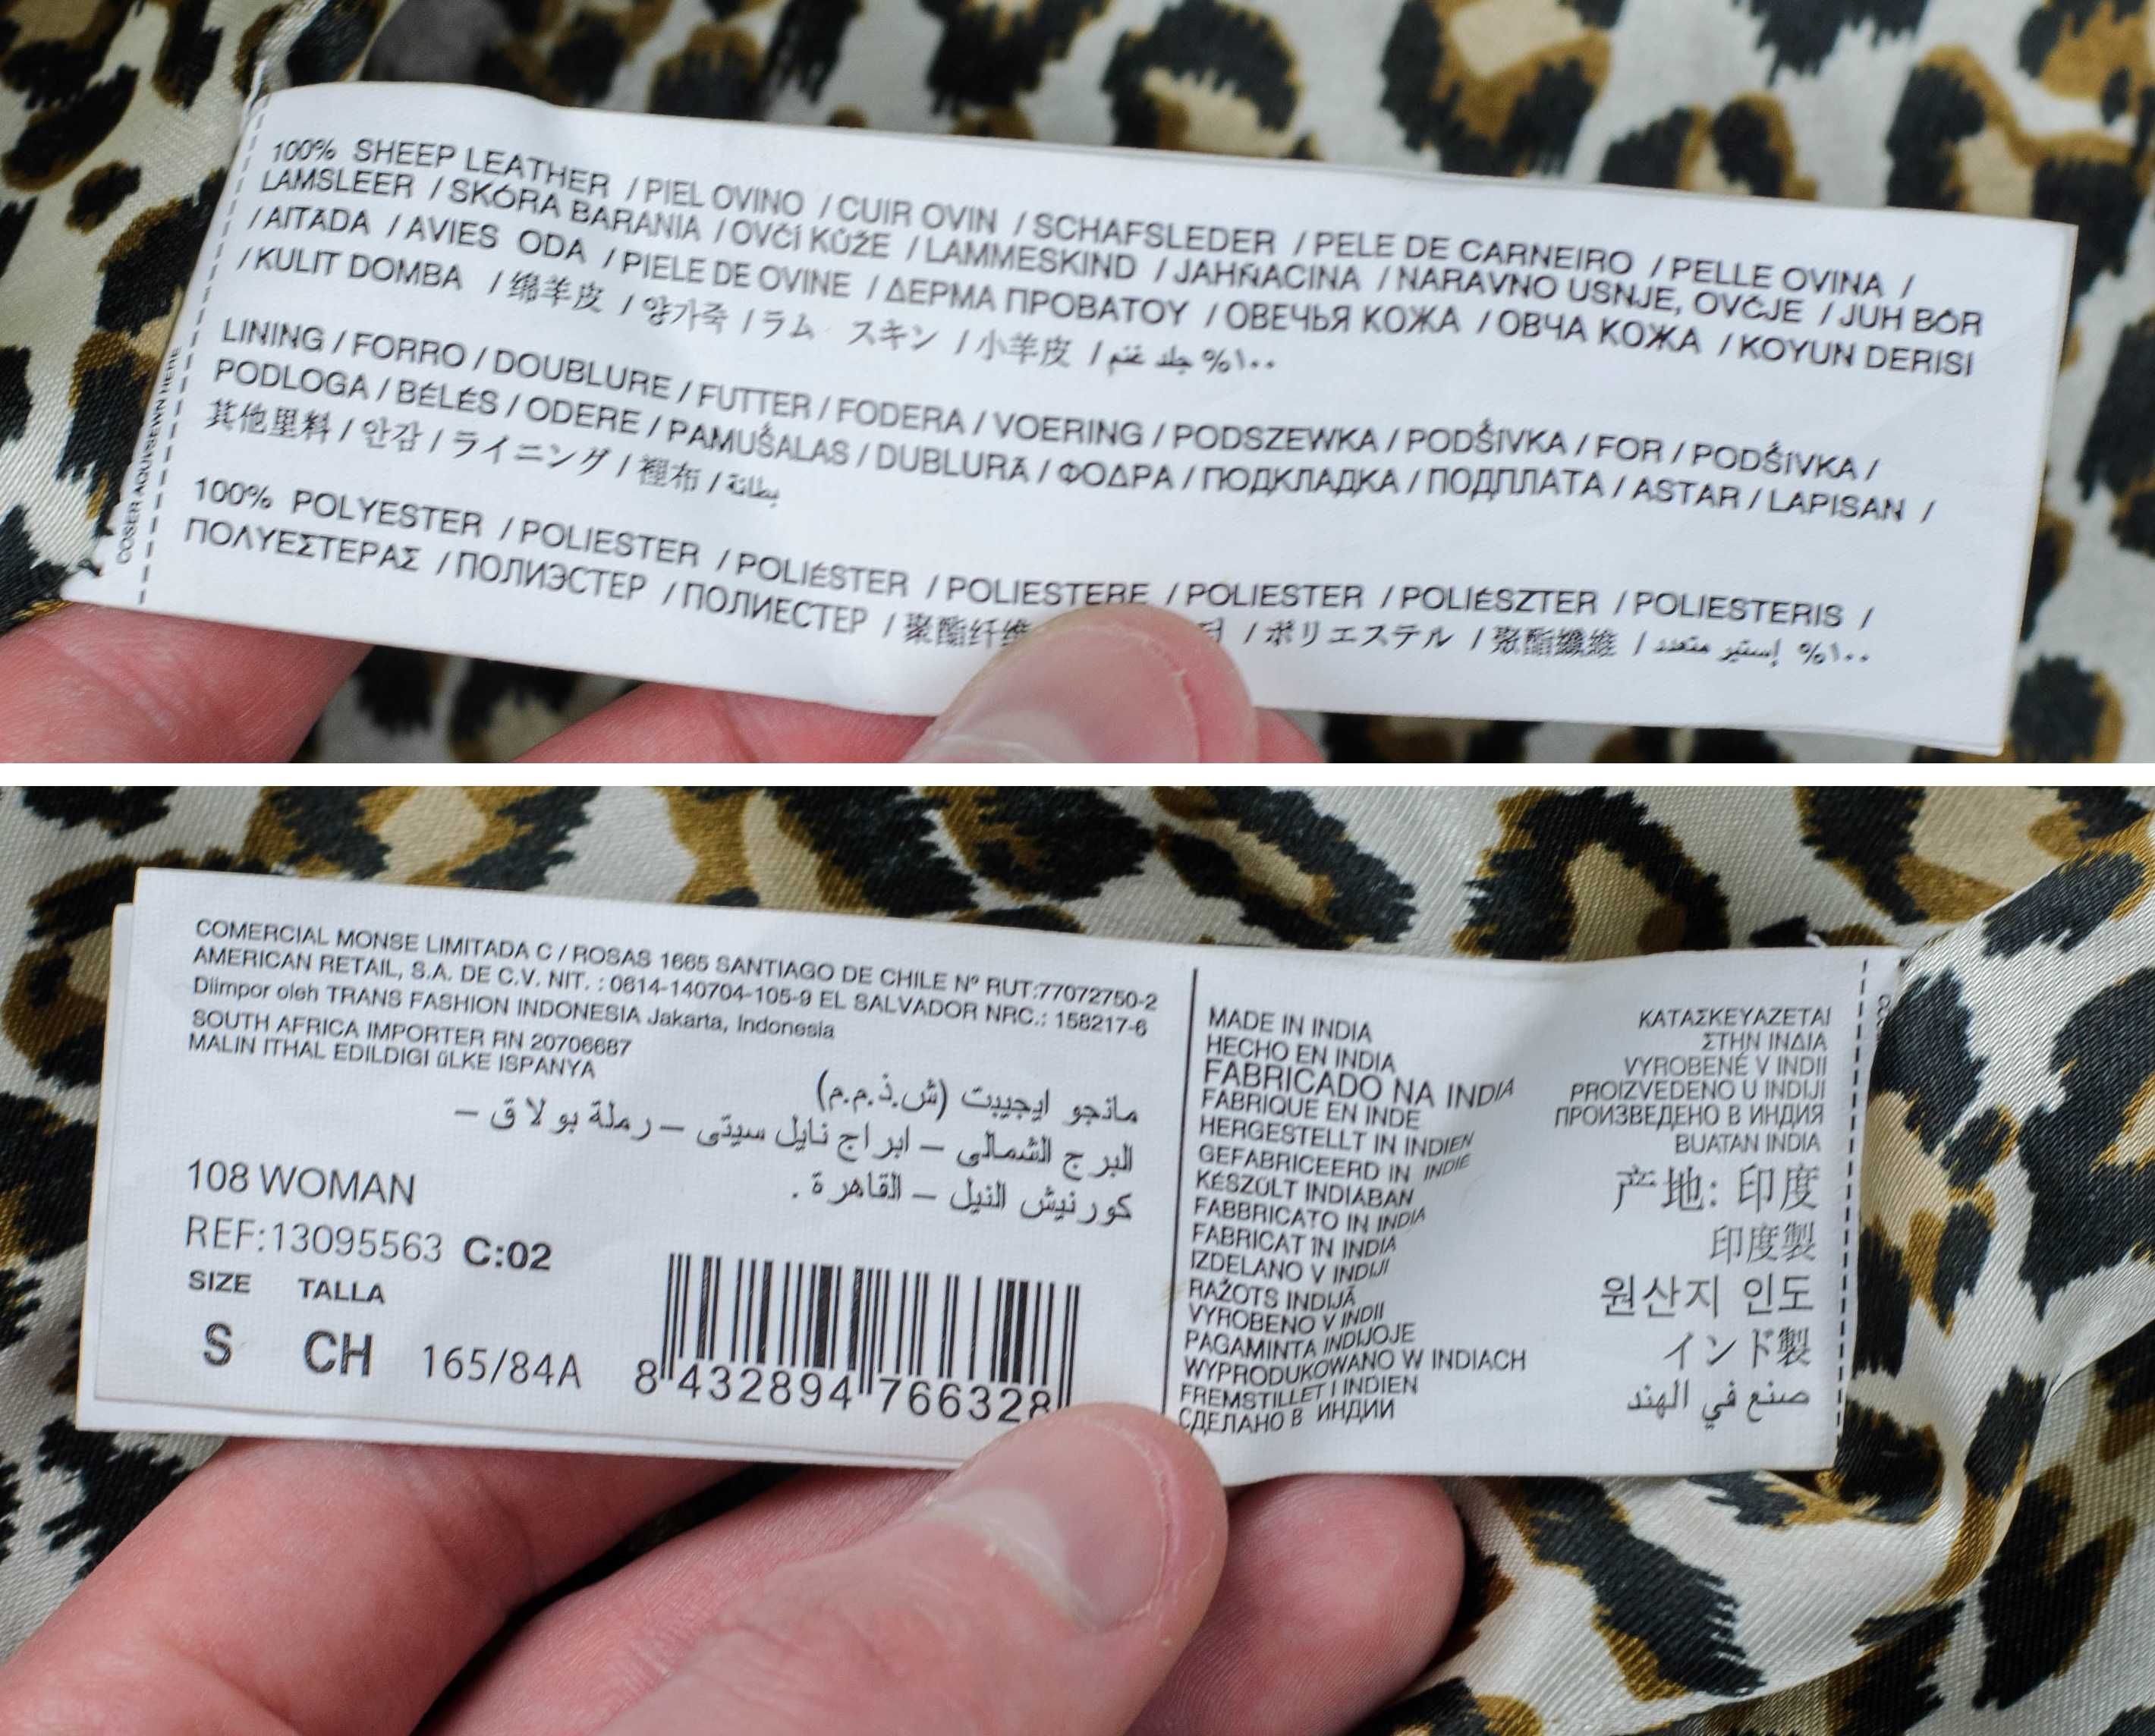 100% SHEEP LEATHER / PIEL OVINO / CUIR OVIN / SCHAFSLEDER / PELE DE CARNEIRO / PELLE OVINA /
LAMSLEER / SKÓRA BARANIA / OVČÍ KŮŽE / LAMMESKIND / JAHŇACINA / NARAVNO USNJE, OVČJE / JUH BŐR
/ AITĀDA / AVIES ODA / PIELE DE OVINE / ΔΕΡΜΑ ΠΡΟΒΑΤΟΥ / ОВЕЧЬЯ КОЖА / ОВЧА КОЖА / KOYUN DERISI
/ KULIT DOMBA / 绵羊皮 / 양가죽 / ラム スキン / 小羊皮 / ١٠٠% جلد غنم
LINING / FORRO / DOUBLURE / FUTTER / FODERA / VOERING / PODSZEWKA / PODŠIVKA / FOR / PODŠIVKA /
PODLOGA / BÉLÉS / ODERE / PAMUŠALAS / DUBLURĂ / ΦΟΔΡΑ / ПОДКЛАДКА / ПОДПЛАТА / ASTAR / LAPISAN /
其他里料 / 안감 / ライニング / 裡布 / بطانة
100% POLYESTER / POLIESTER / POLIÉSTER / POLIESTERE / POLIESTER / POLIÉSZTER / POLIESTERIS /
ΠΟΛΥΕΣΤΕΡΑΣ / ПОЛИЭСТЕР / ПОЛИЕСТЕР / 聚酯纤维 / ポリエステル / 聚酯纖維 / ١٠٠% إستير متعدد
COSER AQUI/SEWN HERE
COMERCIAL MONSE LIMITADA C / ROSAS 1665 SANTIAGO DE CHILE Nº RUT:77072750-2
AMERICAN RETAIL, S.A. DE C.V. NIT. : 0614-140704-105-9 EL SALVADOR NRC.: 158217-6
Diimpor oleh TRANS FASHION INDONESIA Jakarta, Indonesia
SOUTH AFRICA IMPORTER RN 20706687
MALIN ITHAL EDILDIGI üLKE ISPANYA
مانجو ايجيبت (ش.ذ.م.م)
البرج الشمالى – ابراج نايل سيتى – رملة بولاق –
كورنيش النيل – القاهرة .
108 WOMAN
REF:13095563 C:02
SIZE TALLA
S CH 165/84A
8 432894 766328
MADE IN INDIA
HECHO EN INDIA
FABRICADO NA INDIA
FABRIQUE EN INDE
HERGESTELLT IN INDIEN
GEFABRICEERD IN INDIE
KÉSZÜLT INDIÁBAN
FABBRICATO IN INDIA
FABRICAT ÎN INDIA
IZDELANO V INDIJI
RAŽOTS INDIJĀ
VYROBENO V INDII
PAGAMINTA INDIJOJE
WYPRODUKOWANO W INDIACH
FREMSTILLET I INDIEN
СДЕЛАНО В ИНДИИ
ΚΑΤΑΣΚΕΥΑΖΕΤΑΙ
ΣΤΗΝ ΙΝΔΙΑ
VYROBENÉ V INDII
PROIZVEDENO U INDIJI
ПРОИЗВЕДЕНО В ИНДИЯ
BUATAN INDIA
产地: 印度
印度製
원산지 인도
インド製
صنع في الهند